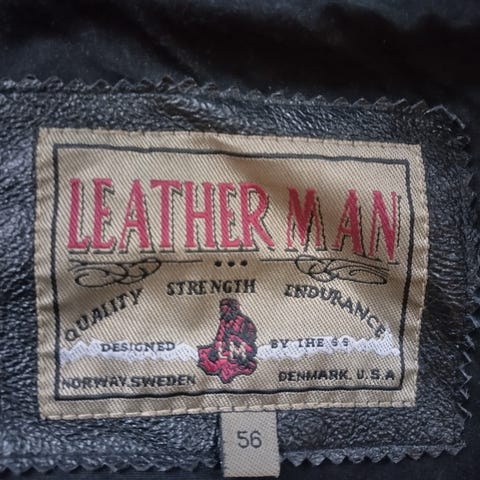 LEATHER MAN
QUALITY STRENGTH ENDURANCE
DESIGNED BY THE S S
NORWAY. SWEDEN DENMARK. U.S.A
56